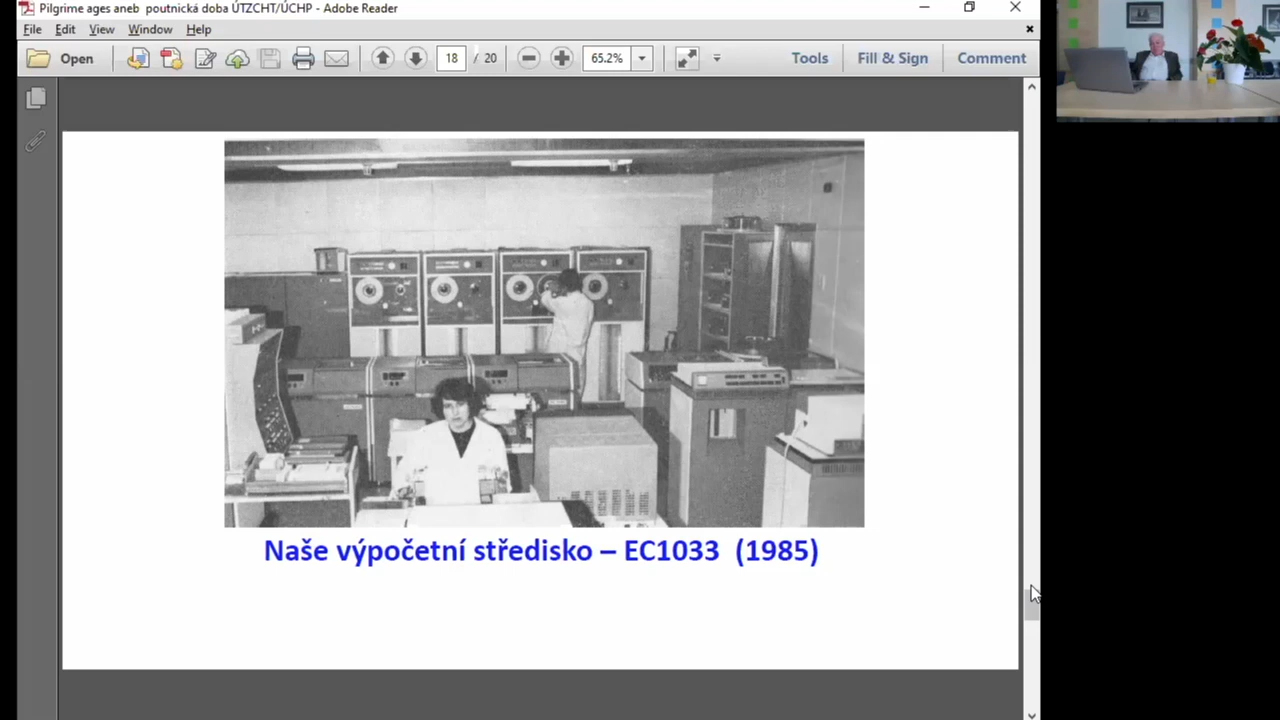 Pilgrime ages aneb poutnická doba ÚTZCHT/ÚCHP - Adobe Reader
File Edit View Window Help
Open 18 / 20 65.2% Tools Fill & Sign Comment
Naše výpočetní středisko – EC1033 (1985)